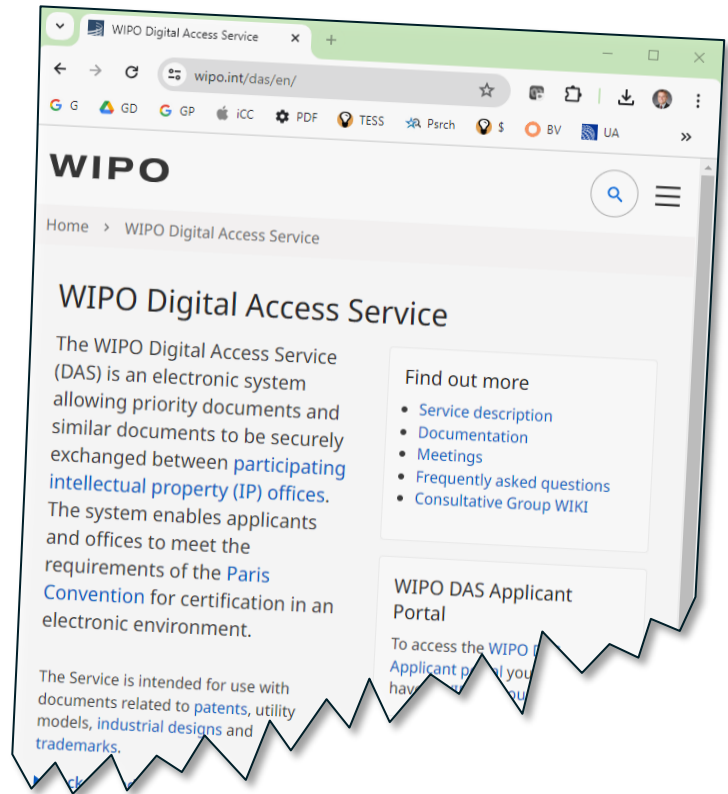 WIPO Digital Access Service
wipo.int/das/en/
G GD GP iCC PDF TESS Psrch $ BV UA »
WIPO
Home > WIPO Digital Access Service
WIPO Digital Access Service
The WIPO Digital Access Service
(DAS) is an electronic system
allowing priority documents and
similar documents to be securely
exchanged between participating
intellectual property (IP) offices.
The system enables applicants
and offices to meet the
requirements of the Paris
Convention for certification in an
electronic environment.
The Service is intended for use with
documents related to patents, utility
models, industrial designs and
trademarks.
Find out more
• Service description
• Documentation
• Meetings
• Frequently asked questions
• Consultative Group WIKI
WIPO DAS Applicant
Portal
To access the WIPO
Applicant you